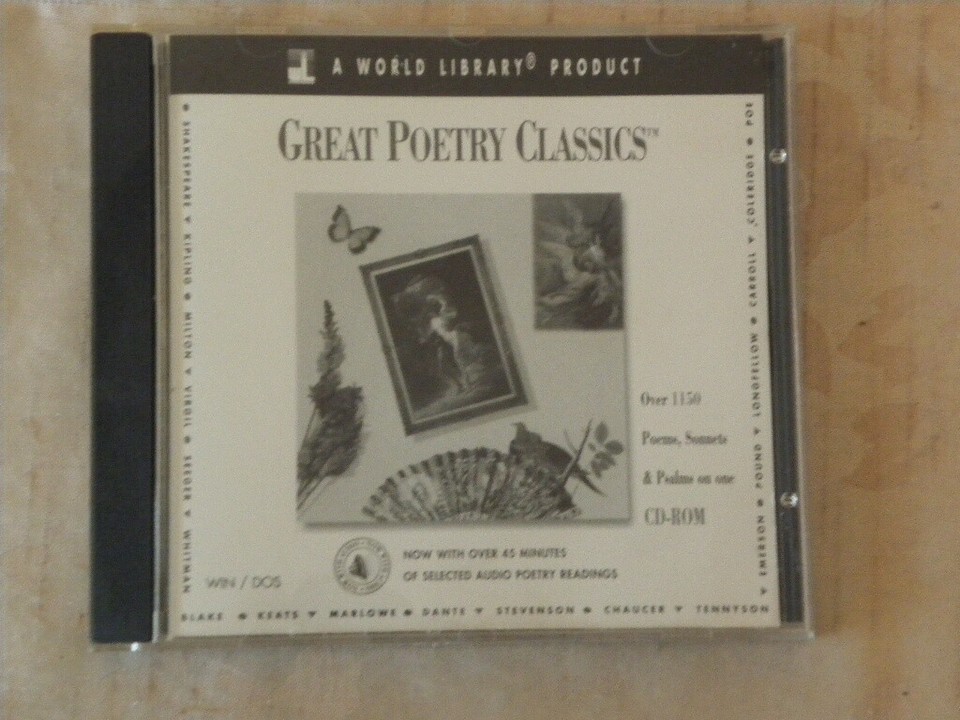 A WORLD LIBRARY® PRODUCT
GREAT POETRY CLASSICS™
• SHAKESPEARE ▼ KIPLING • MILTON ▼ VIRGIL • SEEGER ▼ WHITMAN
BLAKE • KEATS ▼ MARLOWE • DANTE ▼ STEVENSON • CHAUCER ▼ TENNYSON
▼ EMERSON • POUND ▼ LONGFELLOW • CARROLL ▼ COLERIDGE • POE
Over 1150
Poems, Sonnets
& Psalms on one
CD-ROM
NOW WITH OVER 45 MINUTES
OF SELECTED AUDIO POETRY READINGS
WIN / DOS